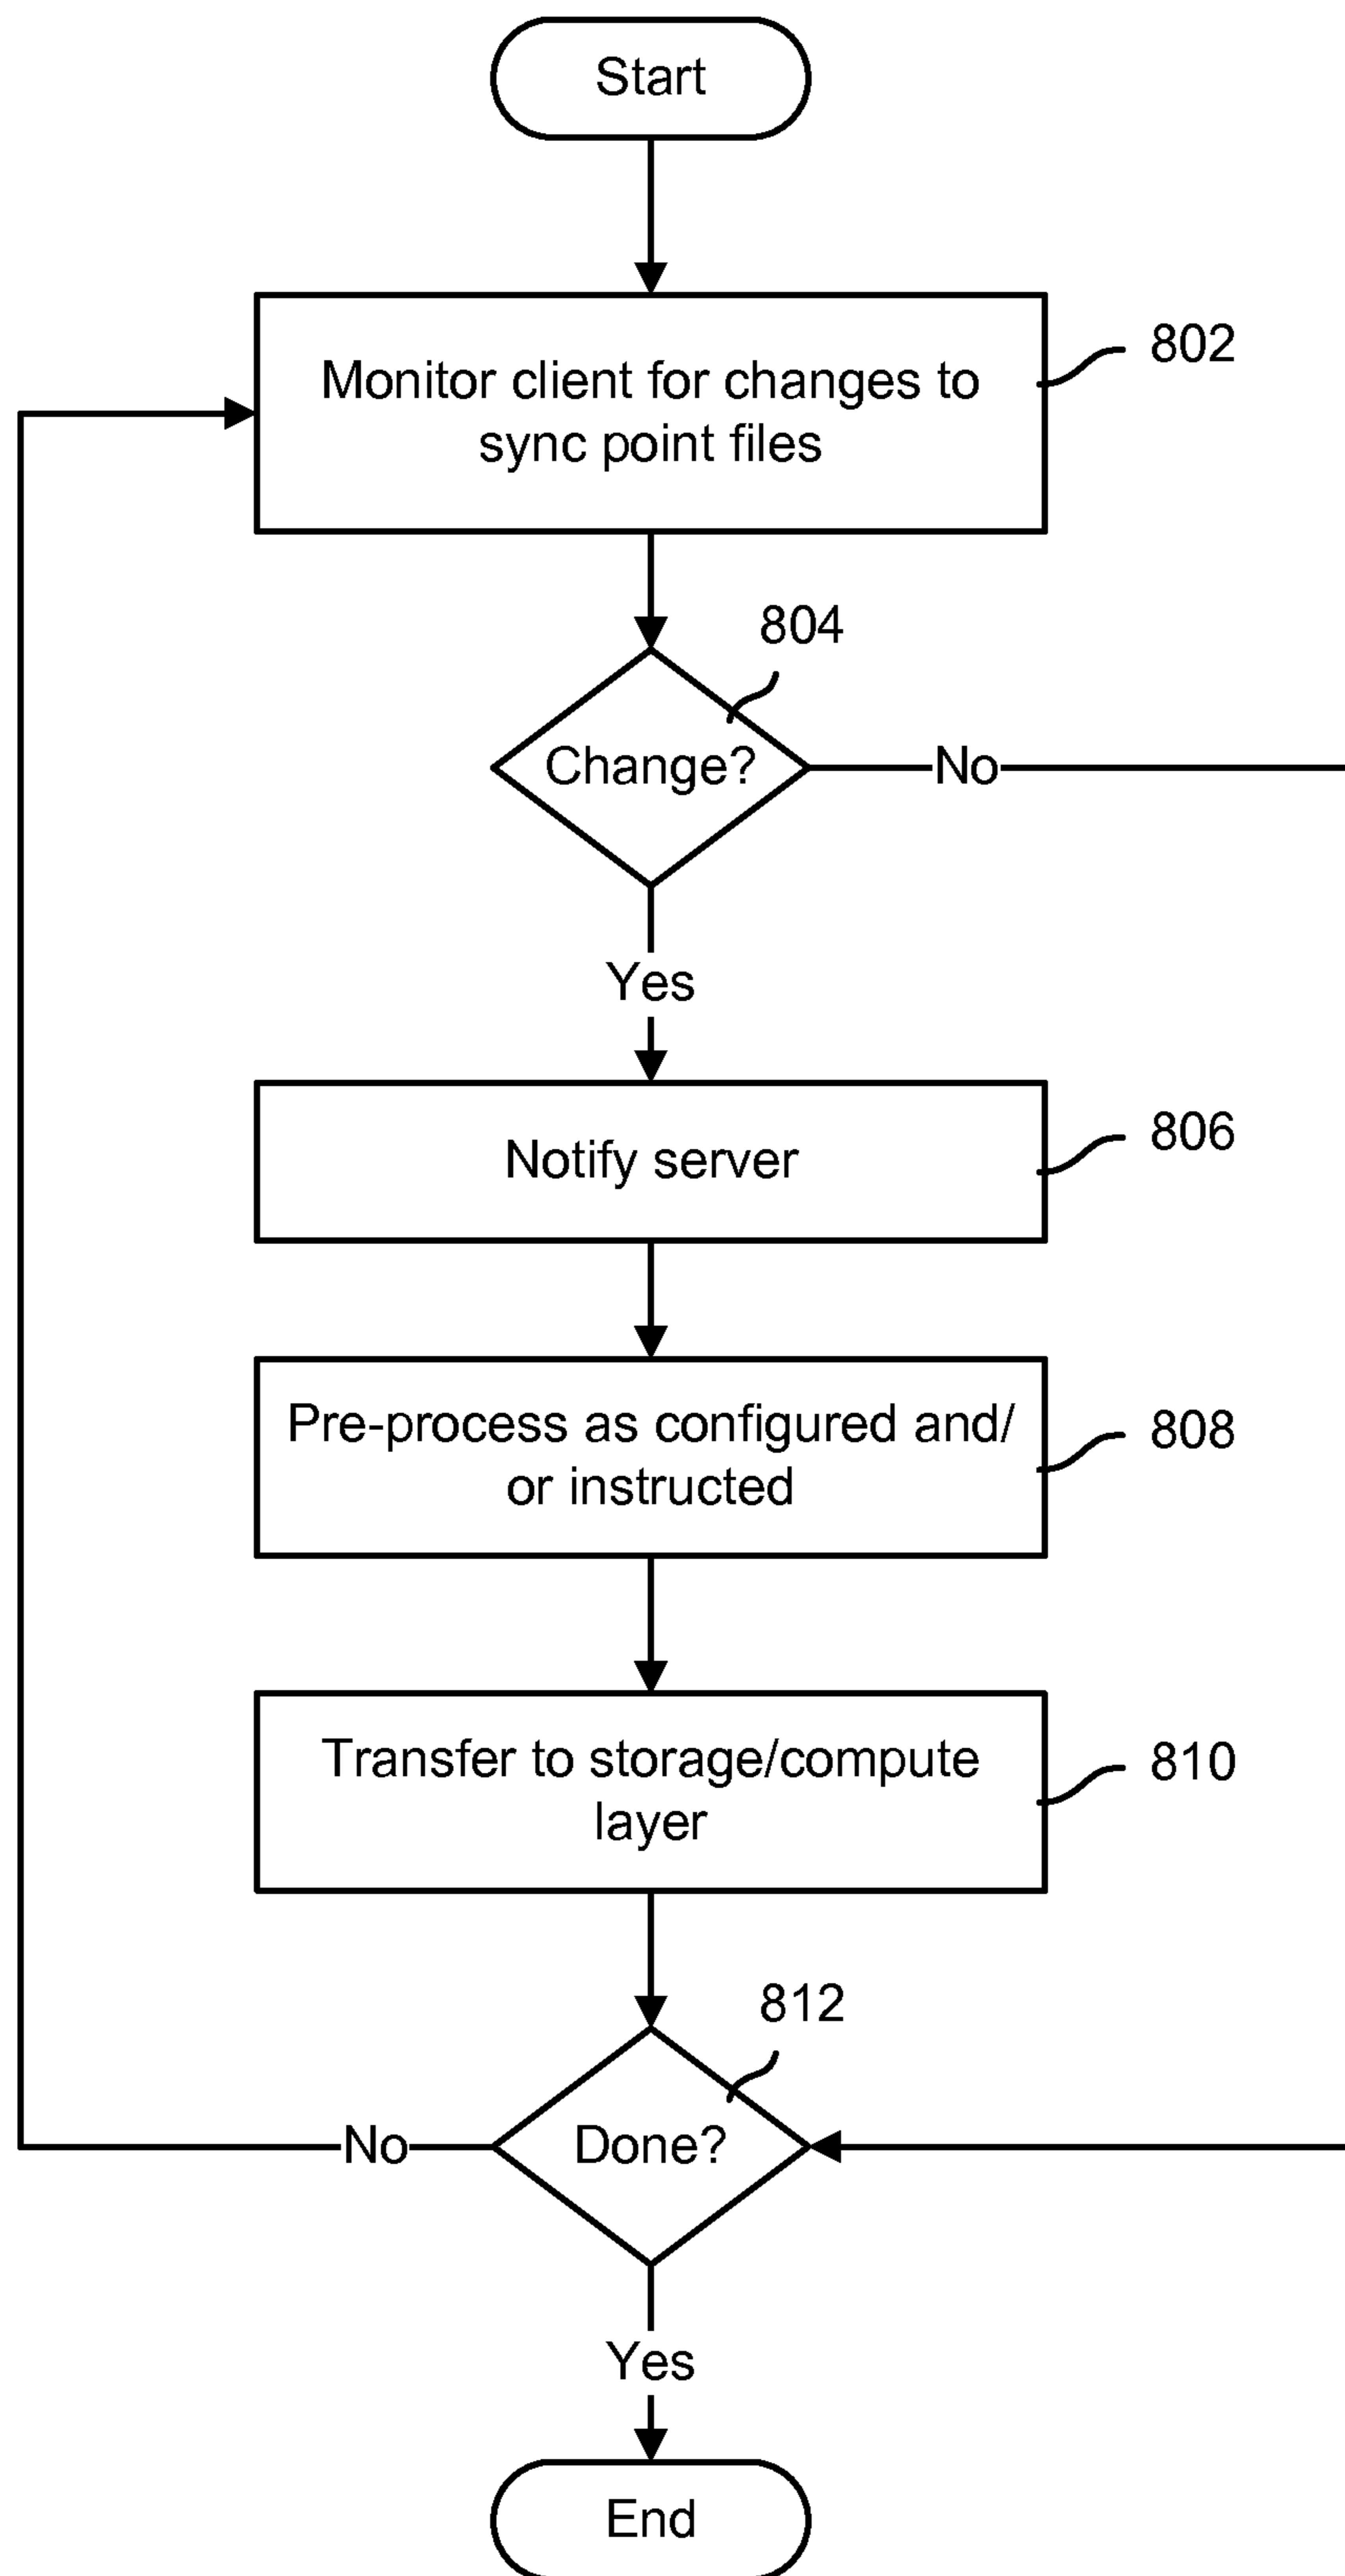 Start
Monitor client for changes to
sync point files
802
804
Change?
No
Yes
Notify server
806
Pre-process as configured and/
or instructed
808
Transfer to storage/compute
layer
810
812
No
Done?
Yes
End